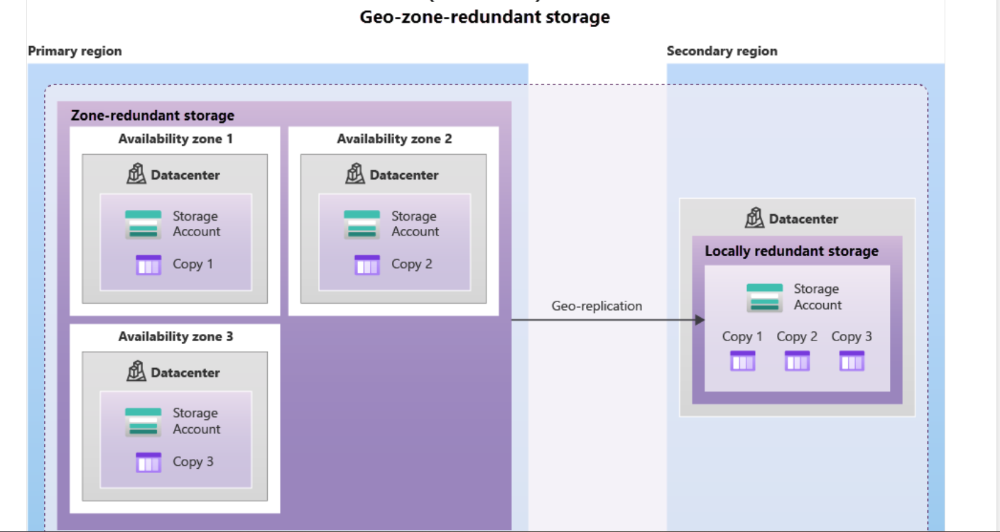 Geo-zone-redundant storage
Primary region
Secondary region
Zone-redundant storage
Availability zone 1
Datacenter
Storage
Account
Copy 1
Availability zone 2
Datacenter
Storage
Account
Copy 2
Availability zone 3
Datacenter
Storage
Account
Copy 3
Geo-replication
Datacenter
Locally redundant storage
Storage
Account
Copy 1 Copy 2 Copy 3